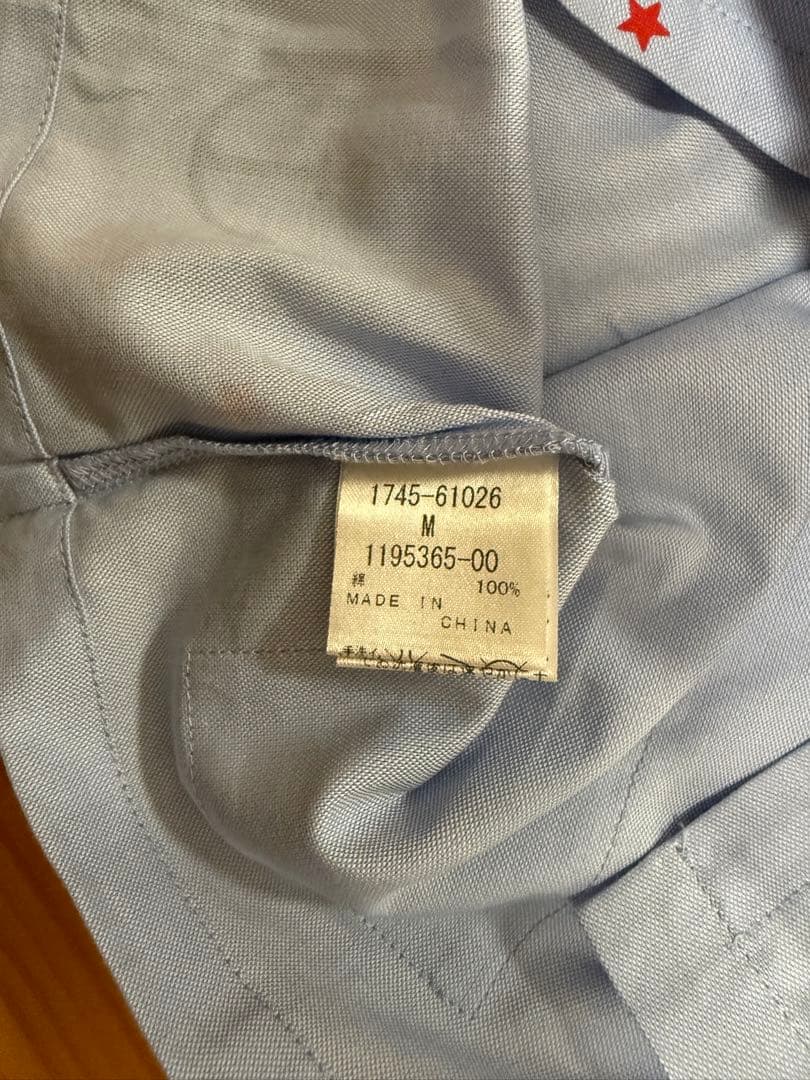 1745-61026
M
1195365-00
綿 100%
MADE IN
CHINA